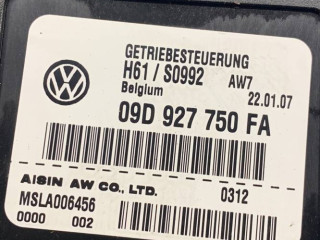 GETRIEBESTEUERUNG
H61 / S0992 AW7
Belgium 22.01.07
09D 927 750 FA
AISIN AW CO., LTD. 0312
MSLA006456
0000 002